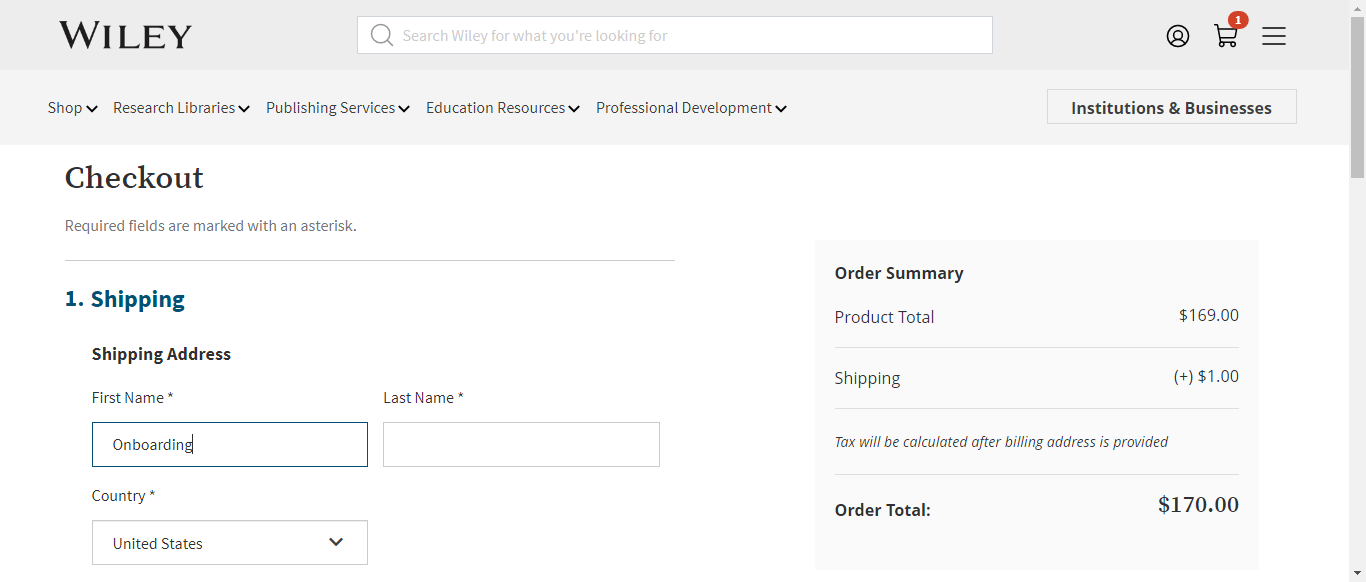 WILEY
Search Wiley for what you're looking for
1
Shop
Research Libraries
Publishing Services
Education Resources
Professional Development
Institutions & Businesses
Checkout
Required fields are marked with an asterisk.
1. Shipping
Shipping Address
First Name *
Last Name *
Onboarding
Country *
United States
Order Summary
Product Total $169.00
Shipping (+) $1.00
Tax will be calculated after billing address is provided
Order Total: $170.00